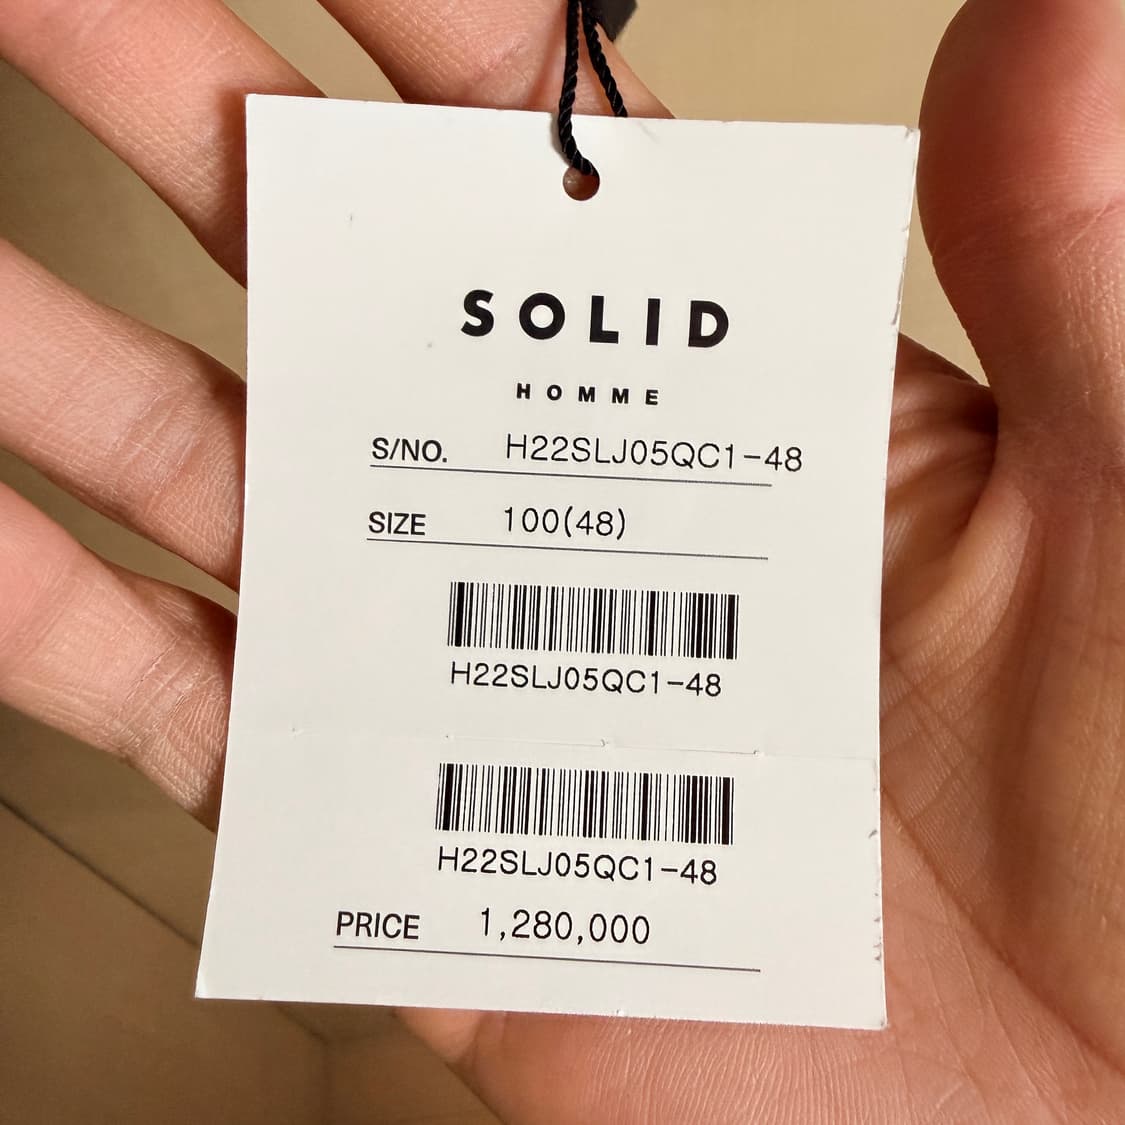 SOLID
HOMME
S/NO. H22SLJ05QC1-48
SIZE 100(48)
H22SLJ05QC1-48
H22SLJ05QC1-48
PRICE 1,280,000